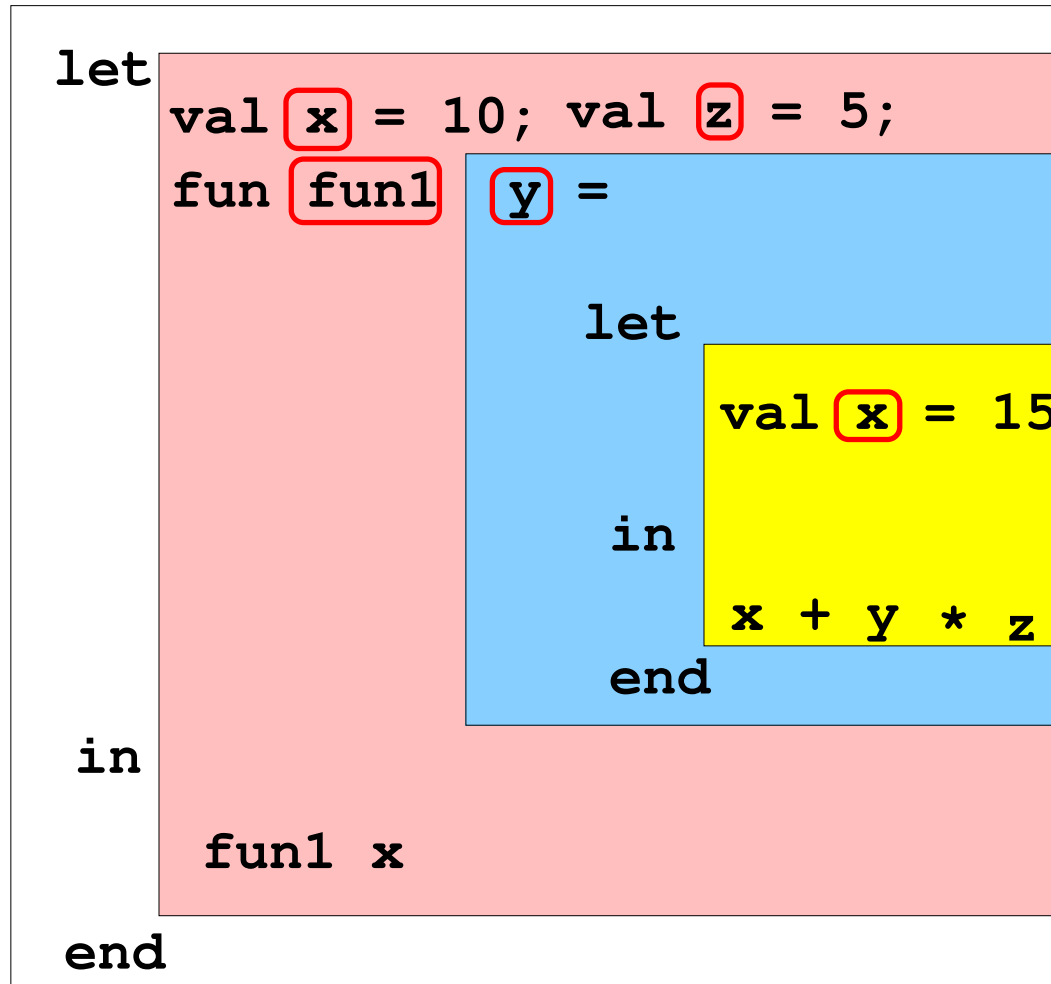 let
val x = 10; val z = 5;
fun fun1 y =
let
val x = 15
in
x + y * z
end
in
fun1 x
end